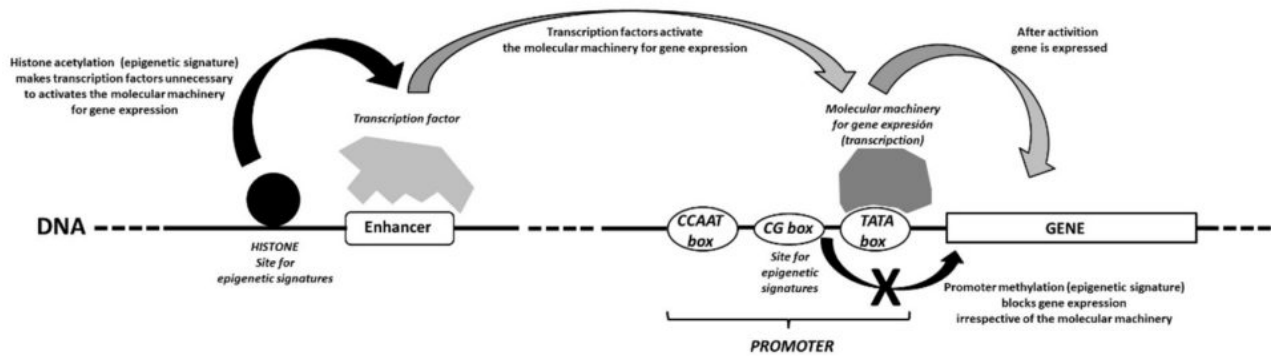 Histone acetylation (epigenetic signature)
makes transcription factors unnecessary
to activates the molecular machinery
for gene expression
Transcription factors activate
the molecular machinery for gene expression
After activition
gene is expressed
Transcription factor
Molecular machinery
for gene expresión
(transcripction)
DNA
HISTONE
Site for
epigenetic signatures
Enhancer
CCAAT
box
CG box
Site for
epigenetic
signatures
TATA
box
GENE
X
Promoter methylation (epigenetic signature)
blocks gene expression
irrespective of the molecular machinery
PROMOTER